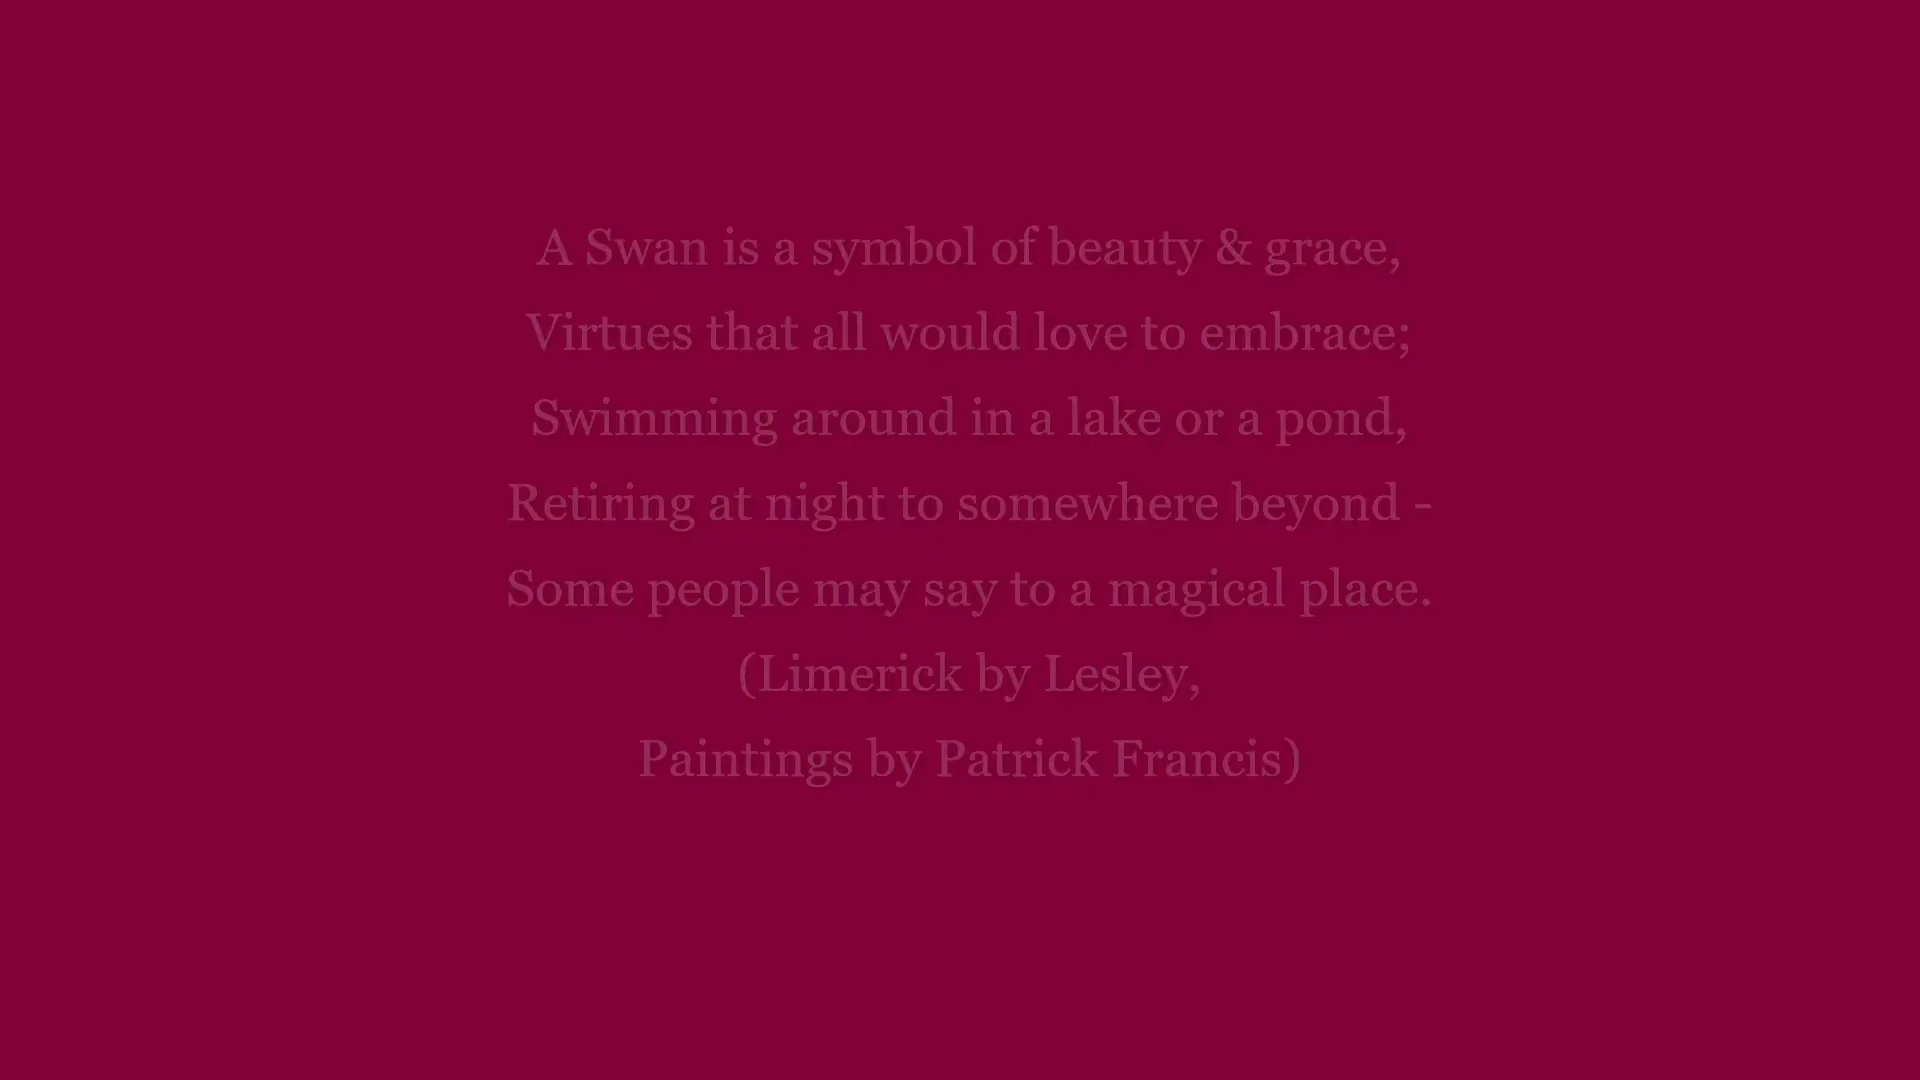 A Swan is a symbol of beauty & grace,
Virtues that all would love to embrace;
Swimming around in a lake or a pond,
Retiring at night to somewhere beyond -
Some people may say to a magical place.
(Limerick by Lesley,
Paintings by Patrick Francis)